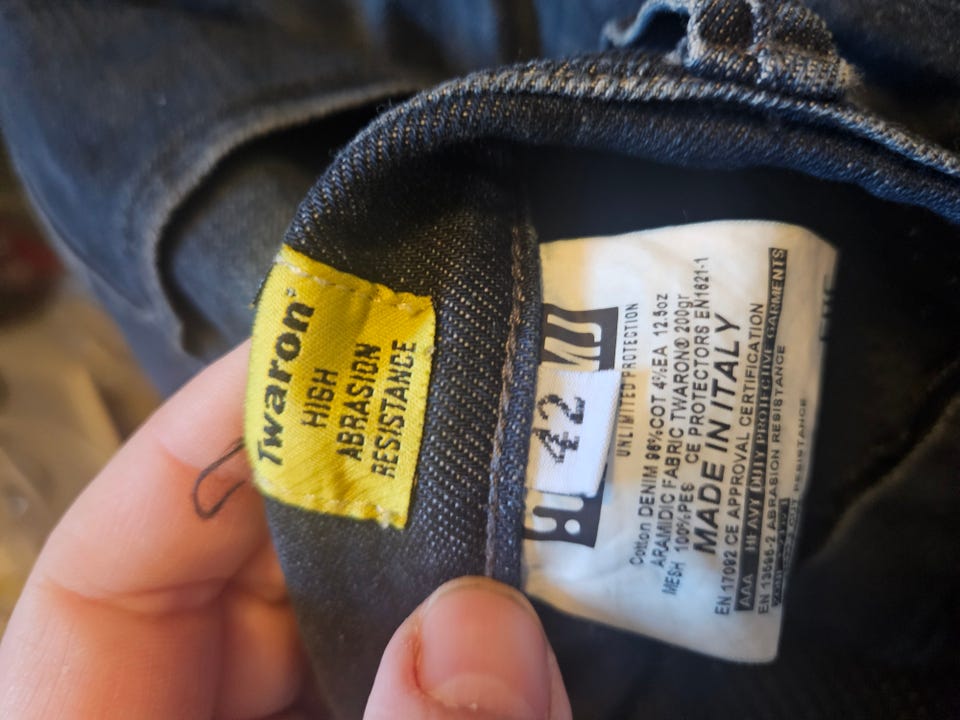 Twaron®
HIGH
ABRASION
RESISTANCE
42
UNLIMITED PROTECTION
Cotton DENIM 96%COT 4%EA 12.5oz
ARAMIDIC FABRIC TWARON® 200gr
MESH 100%PES CE PROTECTORS EN1621-1
MADE IN ITALY
EN 17092 CE APPROVAL CERTIFICATION
AAA HEAVY DUTY PROTECTIVE GARMENTS
EN 13595-2 ABRASION RESISTANCE
RESISTANCE